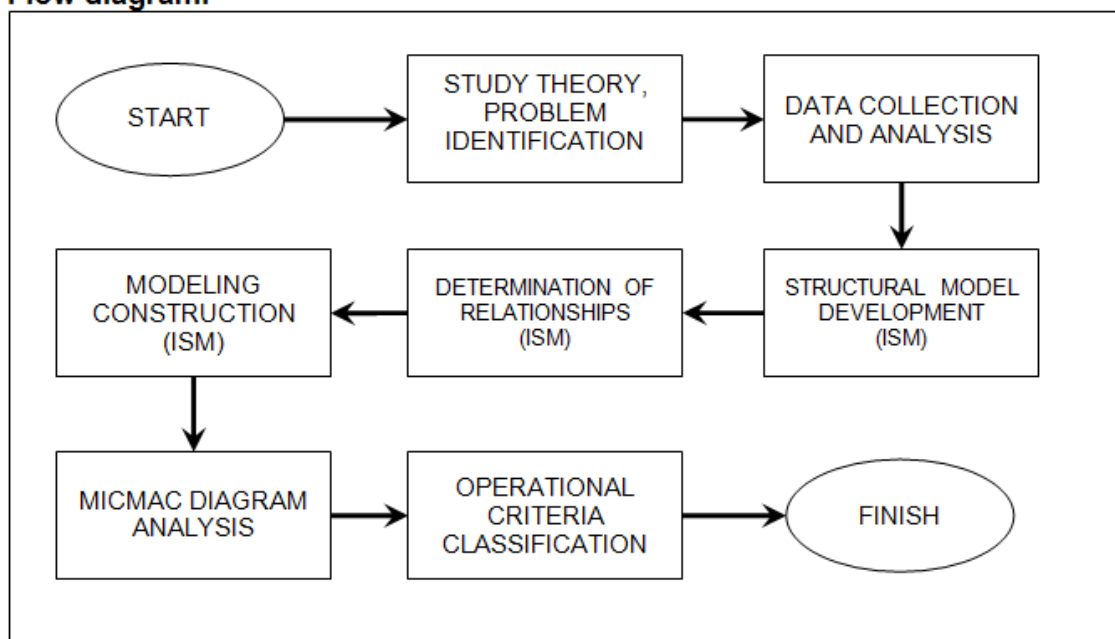 Flow diagram:
START
STUDY THEORY,
PROBLEM
IDENTIFICATION
DATA COLLECTION
AND ANALYSIS
STRUCTURAL MODEL
DEVELOPMENT
(ISM)
DETERMINATION OF
RELATIONSHIPS
(ISM)
MODELING
CONSTRUCTION
(ISM)
MICMAC DIAGRAM
ANALYSIS
OPERATIONAL
CRITERIA
CLASSIFICATION
FINISH